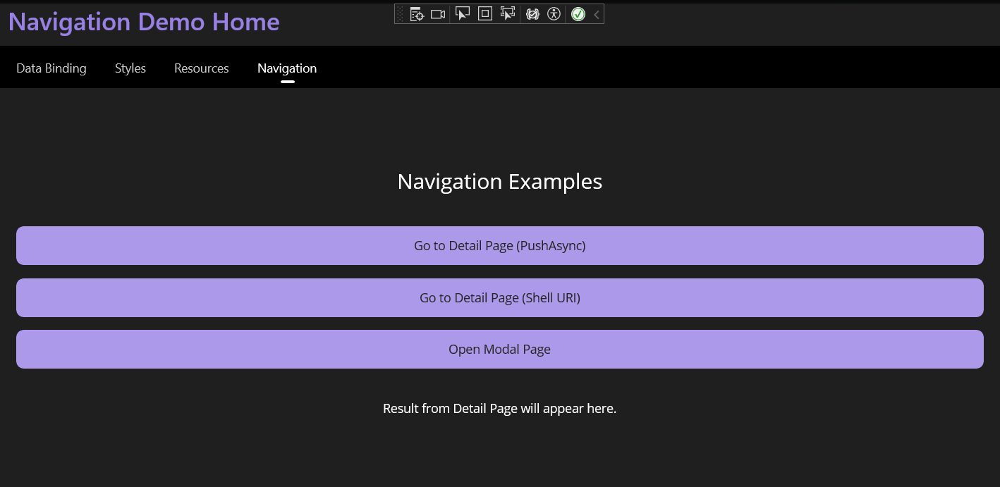 Navigation Demo Home
Data Binding Styles Resources Navigation
Navigation Examples
Go to Detail Page (PushAsync)
Go to Detail Page (Shell URI)
Open Modal Page
Result from Detail Page will appear here.